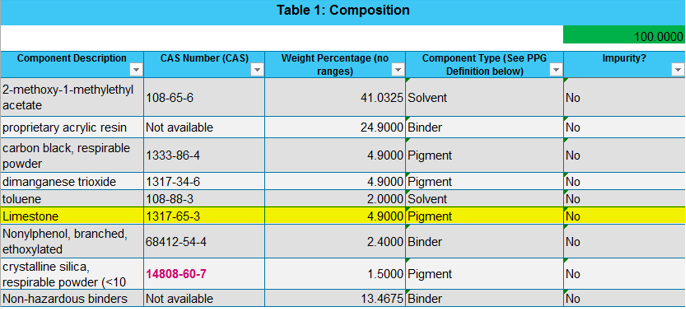 Table 1: Composition
100.0000
Component Description CAS Number (CAS) Weight Percentage (no ranges) Component Type (See PPG Definition below) Impurity?
2-methoxy-1-methylethyl acetate 108-65-6 41.0325 Solvent No
proprietary acrylic resin Not available 24.9000 Binder No
carbon black, respirable powder 1333-86-4 4.9000 Pigment No
dimanganese trioxide 1317-34-6 4.9000 Pigment No
toluene 108-88-3 2.0000 Solvent No
Limestone 1317-65-3 4.9000 Pigment No
Nonylphenol, branched, ethoxylated 68412-54-4 2.4000 Binder No
crystalline silica, respirable powder (<10 14808-60-7 1.5000 Pigment No
Non-hazardous binders Not available 13.4675 Binder No